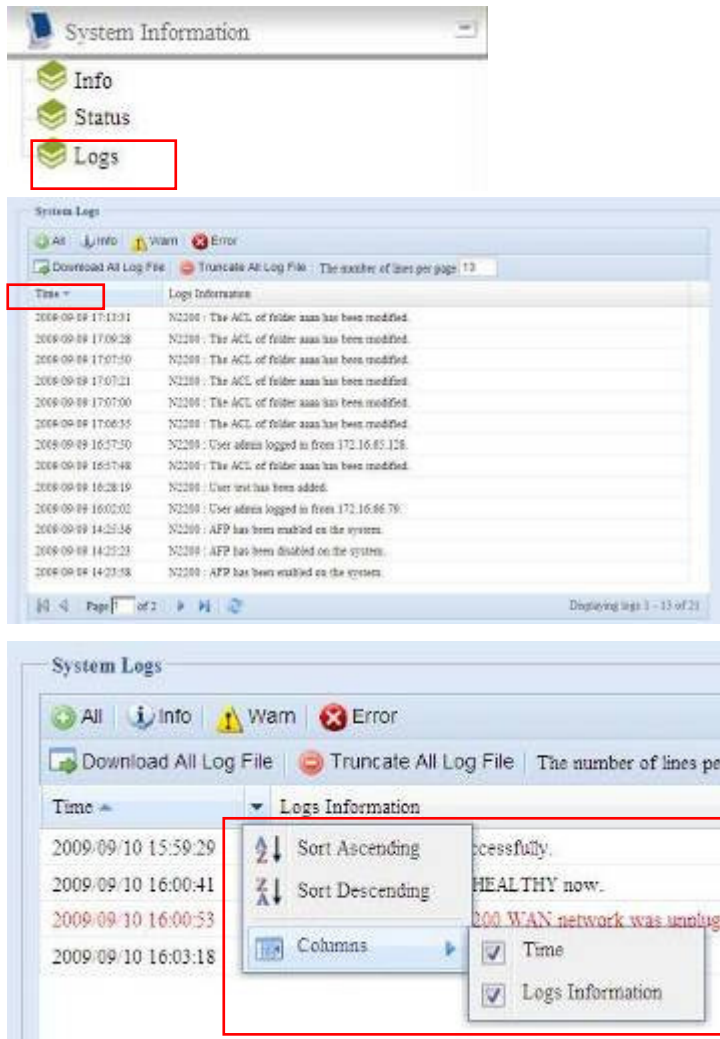 System Information
Info
Status
Logs
System Logs
All Info Warn Error
Download All Log File Truncate All Log File The number of lines per page 13
Time Logs Information
2009/09/09 17:13:31 N2200 : The ACL of folder aaaa has been modified.
2009/09/09 17:09:28 N2200 : The ACL of folder aaaa has been modified.
2009/09/09 17:07:50 N2200 : The ACL of folder aaaa has been modified.
2009/09/09 17:07:21 N2200 : The ACL of folder aaaa has been modified.
2009/09/09 17:07:00 N2200 : The ACL of folder aaaa has been modified.
2009/09/09 17:06:35 N2200 : The ACL of folder aaaa has been modified.
2009/09/09 16:57:50 N2200 : User admin logged in from 172.16.65.128.
2009/09/09 16:57:48 N2200 : The ACL of folder aaaa has been modified.
2009/09/09 16:28:19 N2200 : User test has been added.
2009/09/09 16:02:02 N2200 : User admin logged in from 172.16.66.79.
2009/09/09 14:25:36 N2200 : AFP has been enabled on the system.
2009/09/09 14:25:23 N2200 : AFP has been disabled on the system.
2009/09/09 14:23:58 N2200 : AFP has been enabled on the system.
Page 1 of 2 Displaying logs 1 - 13 of 21
System Logs
All Info Warn Error
Download All Log File Truncate All Log File The number of lines pe
Time Logs Information
2009/09/10 15:59:29 Sort Ascending ccessfully.
2009/09/10 16:00:41 Sort Descending HEALTHY now.
2009/09/10 16:00:53 200 WAN network was unplug
2009/09/10 16:03:18 Columns Time
Logs Information